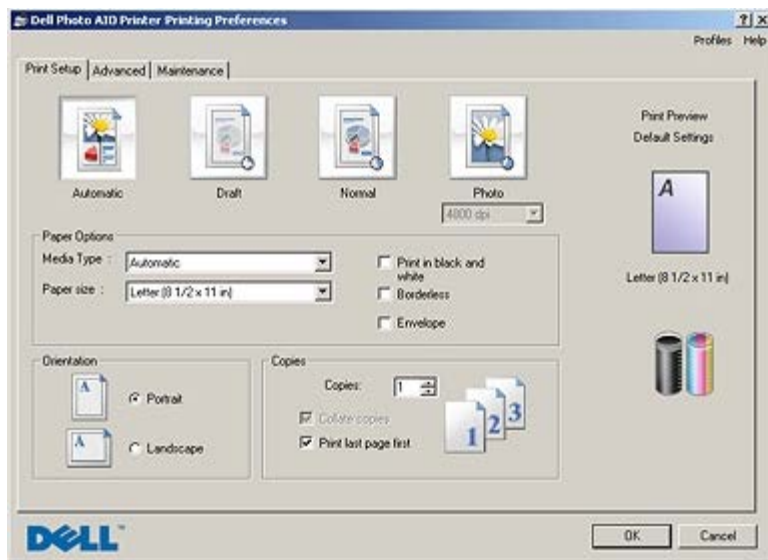 Dell Photo AIO Printer Printing Preferences
Profiles Help
Print Setup Advanced Maintenance
Automatic
Draft
Normal
Photo
4800 dpi
Print Preview
Default Settings
A
Letter (8 1/2 x 11 in)
Paper Options
Media Type : Automatic
Paper size : Letter (8 1/2 x 11 in)
Print in black and
white
Borderless
Envelope
Orientation
A Portrait
A Landscape
Copies
Copies: 1
Collate copies
Print last page first
1 2 3
DELL™
OK Cancel